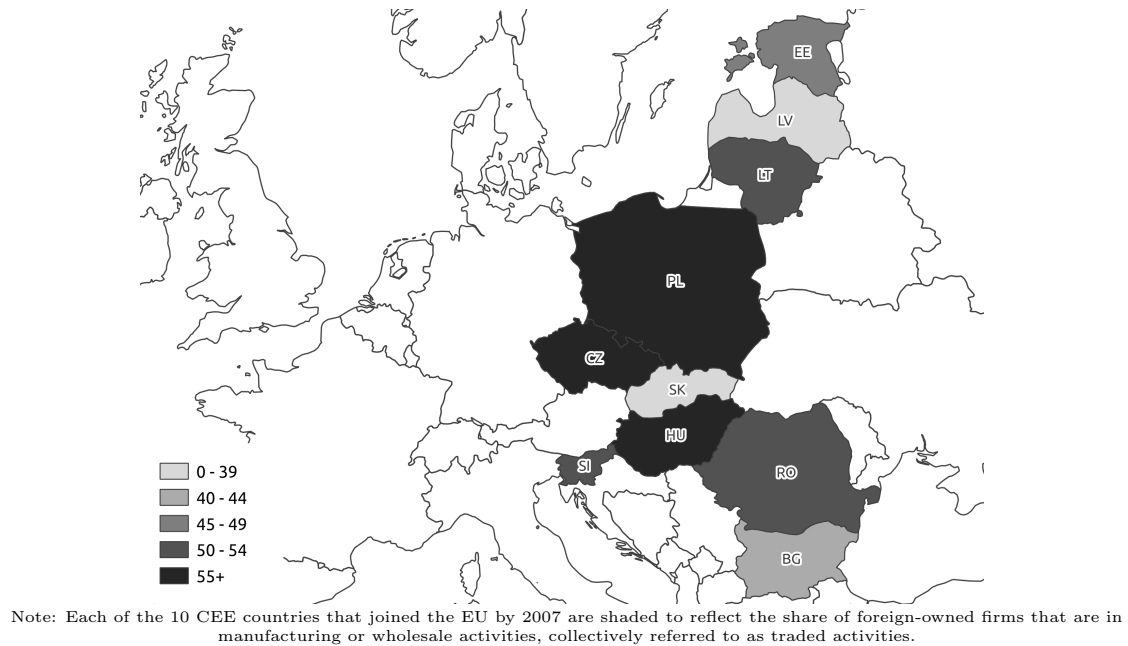 EE
LV
LT
PL
CZ
SK
HU
SI
RO
BG
0 - 39
40 - 44
45 - 49
50 - 54
55+
Note: Each of the 10 CEE countries that joined the EU by 2007 are shaded to reflect the share of foreign-owned firms that are in
manufacturing or wholesale activities, collectively referred to as traded activities.